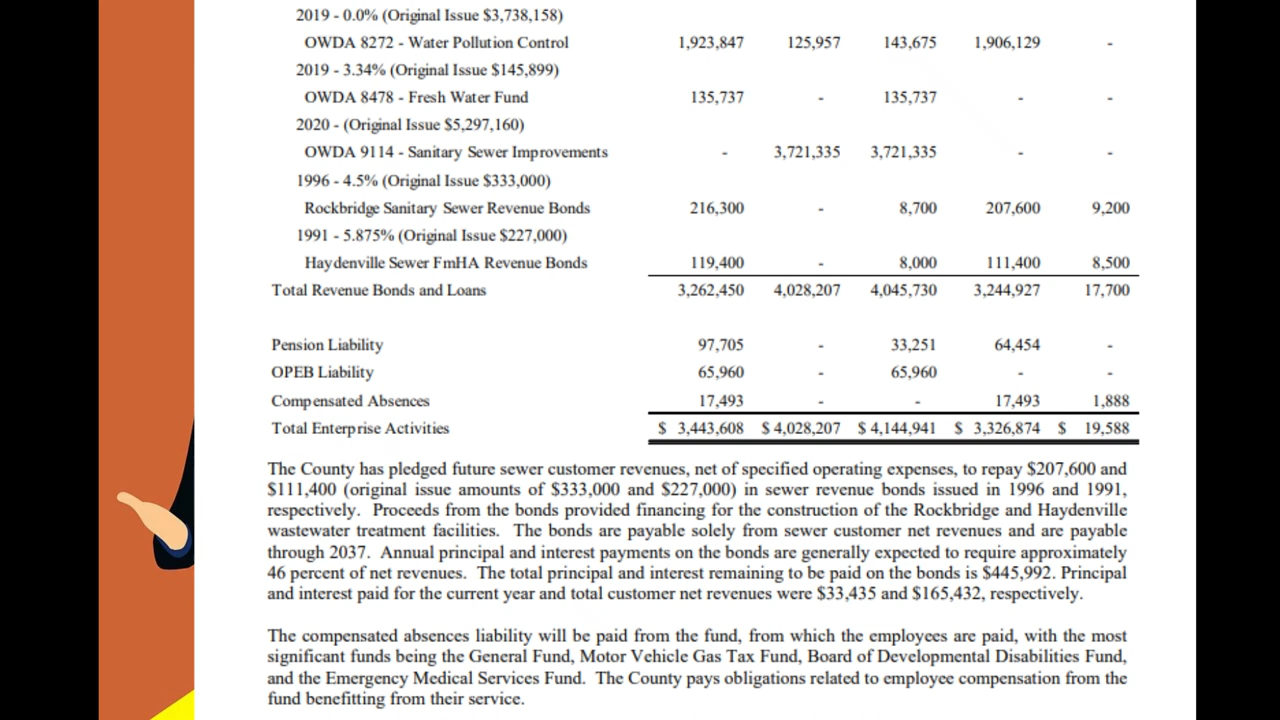 2019 - 0.0% (Original Issue $3,738,158)
OWDA 8272 - Water Pollution Control 1,923,847 125,957 143,675 1,906,129 -
2019 - 3.34% (Original Issue $145,899)
OWDA 8478 - Fresh Water Fund 135,737 - 135,737 - -
2020 - (Original Issue $5,297,160)
OWDA 9114 - Sanitary Sewer Improvements - 3,721,335 3,721,335 - -
1996 - 4.5% (Original Issue $333,000)
Rockbridge Sanitary Sewer Revenue Bonds 216,300 - 8,700 207,600 9,200
1991 - 5.875% (Original Issue $227,000)
Haydenville Sewer FmHA Revenue Bonds 119,400 - 8,000 111,400 8,500
Total Revenue Bonds and Loans 3,262,450 4,028,207 4,045,730 3,244,927 17,700
Pension Liability 97,705 - 33,251 64,454 -
OPEB Liability 65,960 - 65,960 - -
Compensated Absences 17,493 - - 17,493 1,888
Total Enterprise Activities $ 3,443,608 $ 4,028,207 $ 4,144,941 $ 3,326,874 $ 19,588
The County has pledged future sewer customer revenues, net of specified operating expenses, to repay $207,600 and
$111,400 (original issue amounts of $333,000 and $227,000) in sewer revenue bonds issued in 1996 and 1991,
respectively. Proceeds from the bonds provided financing for the construction of the Rockbridge and Haydenville
wastewater treatment facilities. The bonds are payable solely from sewer customer net revenues and are payable
through 2037. Annual principal and interest payments on the bonds are generally expected to require approximately
46 percent of net revenues. The total principal and interest remaining to be paid on the bonds is $445,992. Principal
and interest paid for the current year and total customer net revenues were $33,435 and $165,432, respectively.
The compensated absences liability will be paid from the fund, from which the employees are paid, with the most
significant funds being the General Fund, Motor Vehicle Gas Tax Fund, Board of Developmental Disabilities Fund,
and the Emergency Medical Services Fund. The County pays obligations related to employee compensation from the
fund benefitting from their service.